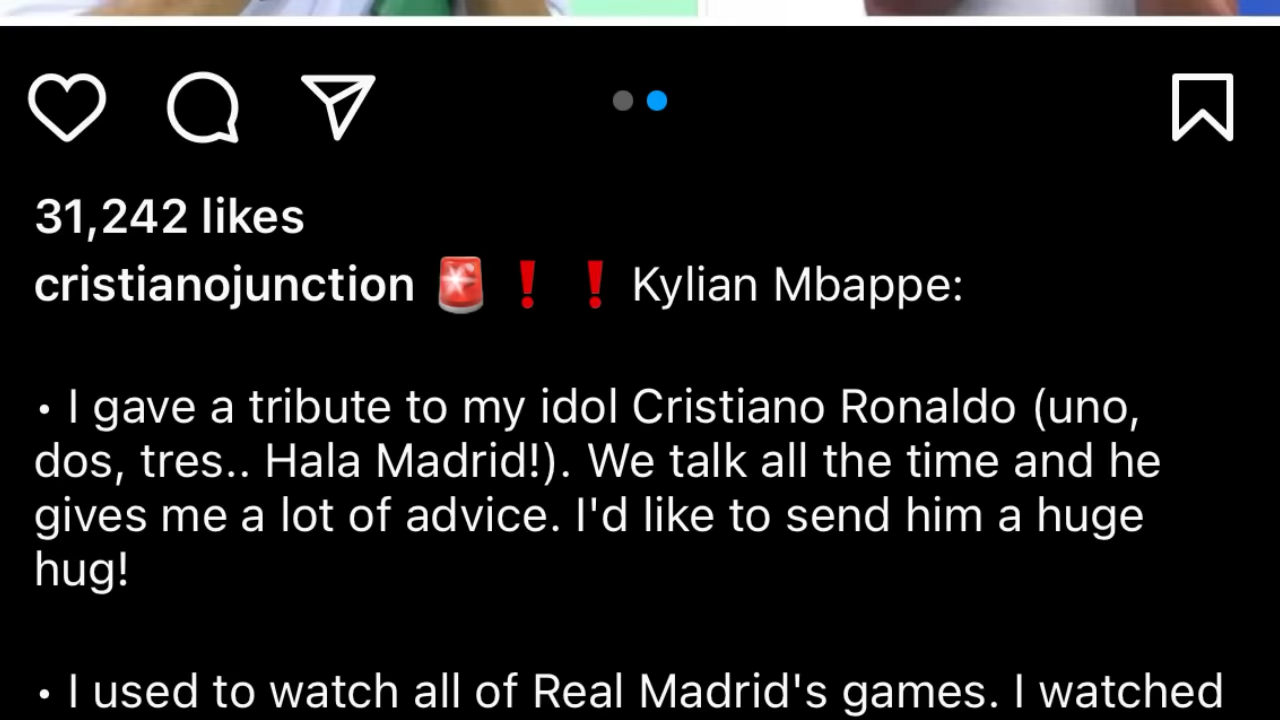 31,242 likes
cristianojunction 🚨❗❗Kylian Mbappe:
• I gave a tribute to my idol Cristiano Ronaldo (uno,
dos, tres.. Hala Madrid!). We talk all the time and he
gives me a lot of advice. I'd like to send him a huge
hug!
• I used to watch all of Real Madrid's games. I watched